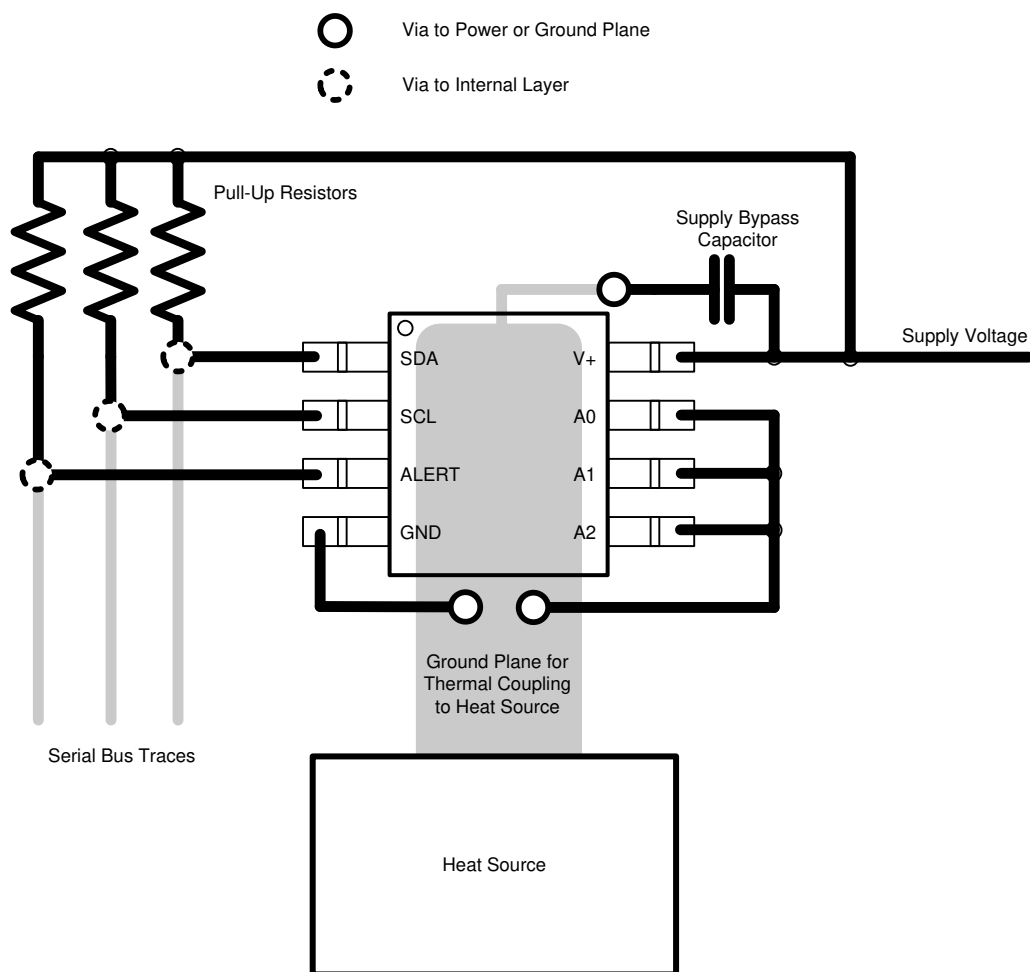 Via to Power or Ground Plane
Via to Internal Layer
Pull-Up Resistors
Supply Bypass
Capacitor
Supply Voltage
SDA
V+
SCL
A0
ALERT
A1
GND
A2
Ground Plane for
Thermal Coupling
to Heat Source
Serial Bus Traces
Heat Source